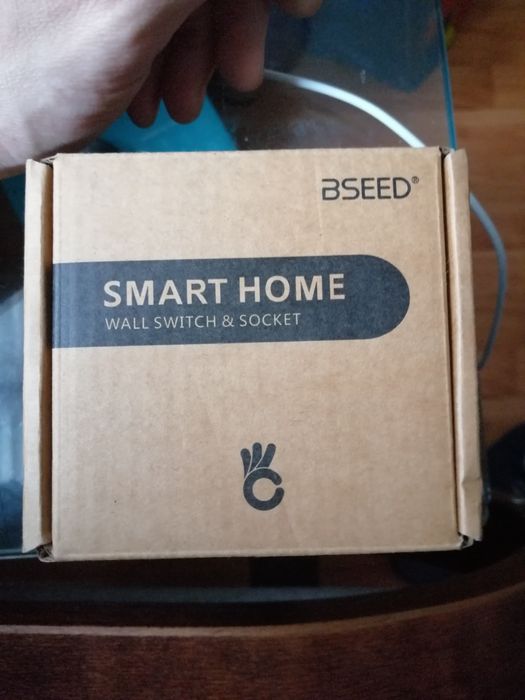 BSEED®
SMART HOME
WALL SWITCH & SOCKET